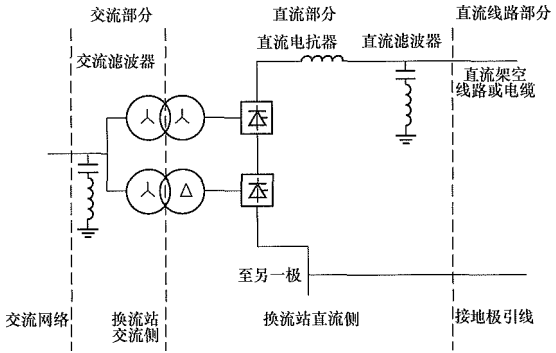 交流部分
直流部分
直流线路部分
直流电抗器
直流滤波器
交流滤波器
直流架空
线路或电缆
至另一极
交流网络
换流站
交流侧
换流站直流侧
接地极引线